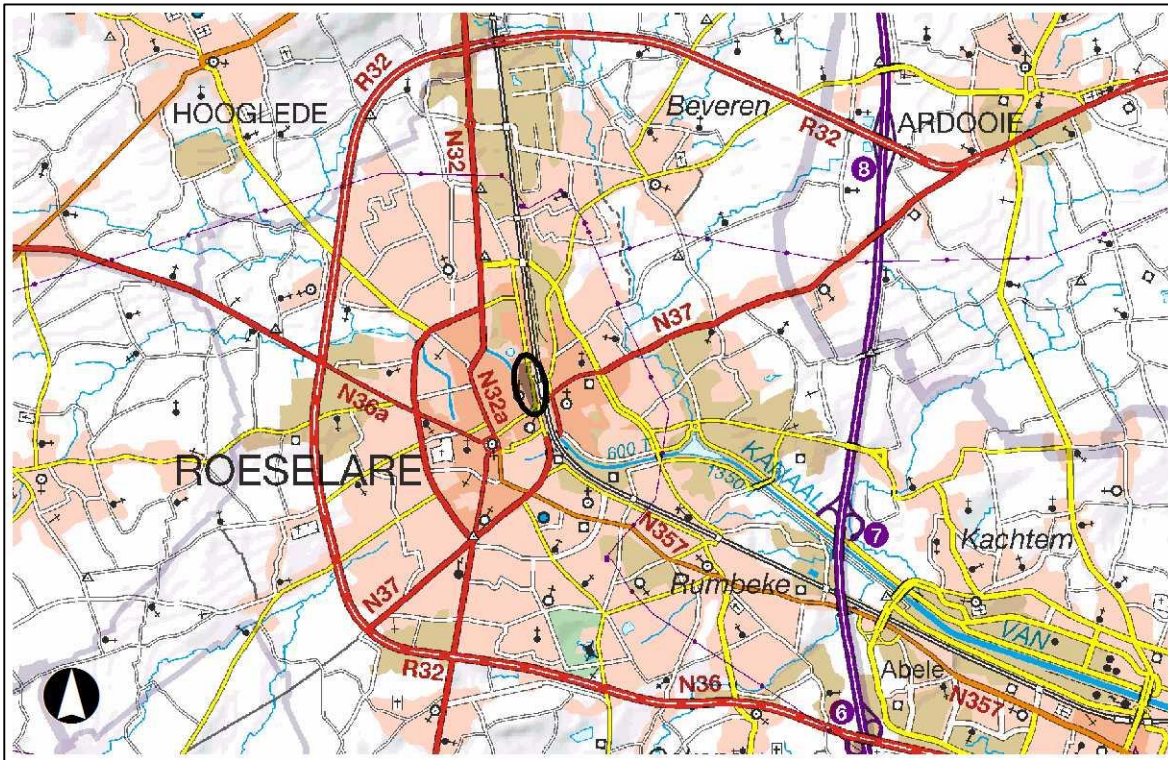 R32
HOOGLEDE
N32
Beveren
R32
ARDOOIE
8
N37
N36a
N32a
ROESELARE
600 T
1350 T
KANAAL
7
Kachtem
N357
Rumbeke
N37
VAN
R32
N36
Abele
6
N357